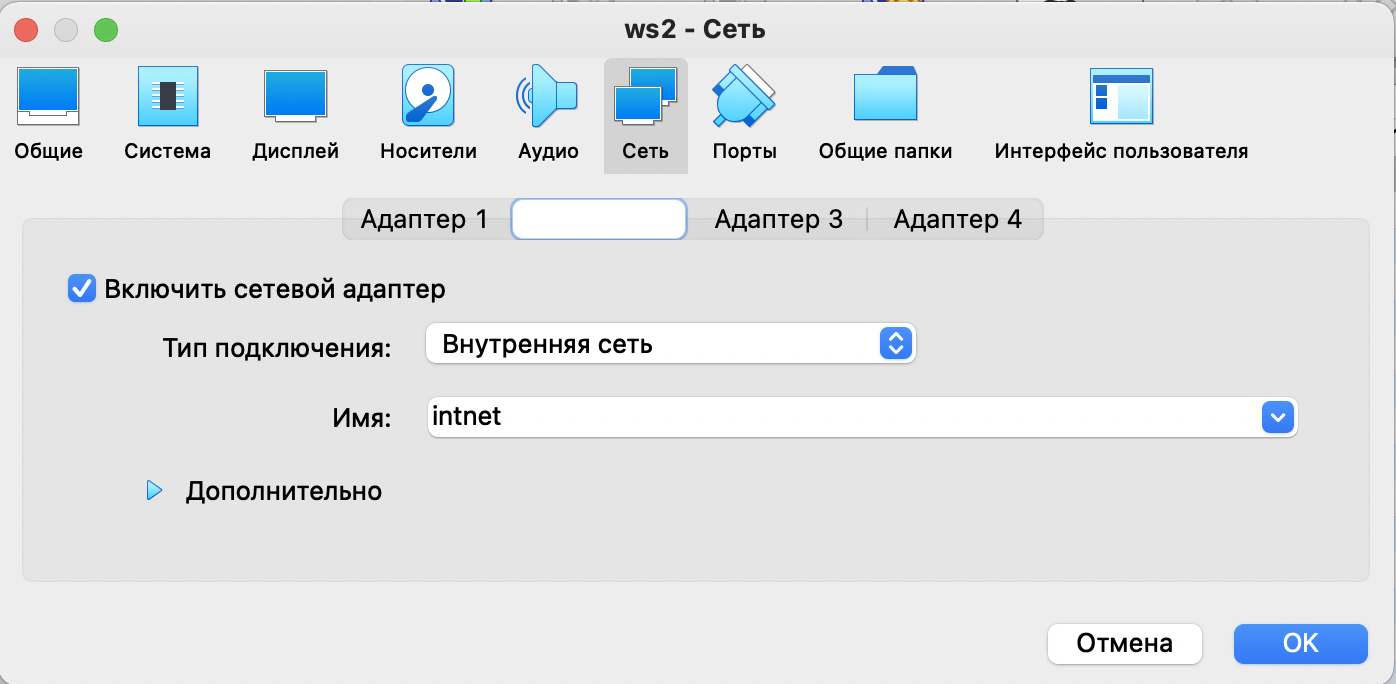 ws2 - Сеть
Общие Система Дисплей Носители Аудио Сеть Порты Общие папки Интерфейс пользователя
Адаптер 1 Адаптер 3 Адаптер 4
Включить сетевой адаптер
Тип подключения: Внутренняя сеть
Имя: intnet
Дополнительно
Отмена OK